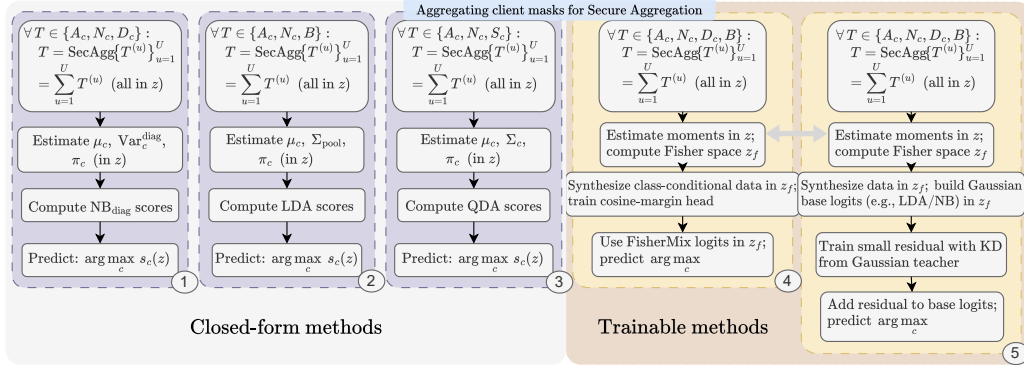 Aggregating client masks for Secure Aggregation
∀ T ∈ {A_c, N_c, D_c} :
T = SecAgg{T^(u)}_{u=1}^U
= ∑_{u=1}^U T^(u) (all in z)
Estimate μ_c, Var_c^diag,
π_c (in z)
Compute NB_diag scores
Predict: arg max_c s_c(z)
1
∀ T ∈ {A_c, N_c, B} :
T = SecAgg{T^(u)}_{u=1}^U
= ∑_{u=1}^U T^(u) (all in z)
Estimate μ_c, Σ_pool,
π_c (in z)
Compute LDA scores
Predict: arg max_c s_c(z)
2
∀ T ∈ {A_c, N_c, S_c} :
T = SecAgg{T^(u)}_{u=1}^U
= ∑_{u=1}^U T^(u) (all in z)
Estimate μ_c, Σ_c,
π_c (in z)
Compute QDA scores
Predict: arg max_c s_c(z)
3
Closed-form methods
∀ T ∈ {A_c, N_c, D_c, B} :
T = SecAgg{T^(u)}_{u=1}^U
= ∑_{u=1}^U T^(u) (all in z)
Estimate moments in z;
compute Fisher space z_f
Synthesize class-conditional data in z_f;
train cosine-margin head
Use FisherMix logits in z_f;
predict arg max_c
4
∀ T ∈ {A_c, N_c, D_c, B} :
T = SecAgg{T^(u)}_{u=1}^U
= ∑_{u=1}^U T^(u) (all in z)
Estimate moments in z;
compute Fisher space z_f
Synthesize data in z_f; build Gaussian
base logits (e.g., LDA/NB) in z_f
Train small residual with KD
from Gaussian teacher
Add residual to base logits;
predict arg max_c
5
Trainable methods